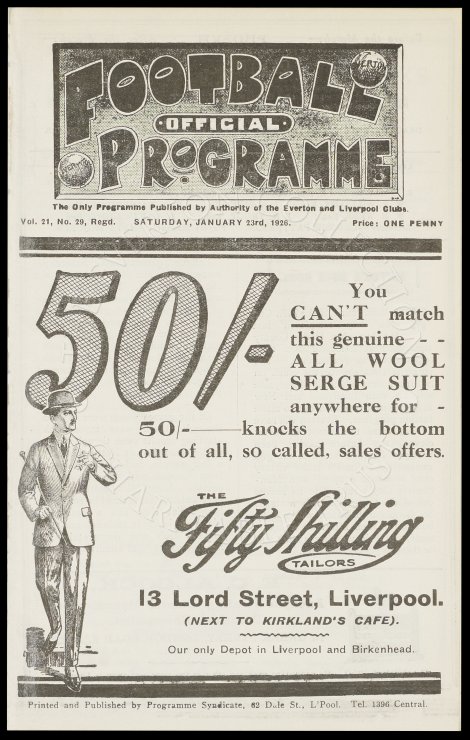 FOOTBALL
OFFICIAL
PROGRAMME
The Only Programme Published by Authority of the Everton and Liverpool Clubs.
Vol. 21, No. 29, Regd. SATURDAY, JANUARY 23rd, 1926. Price: ONE PENNY
50/-
You
CAN'T match
this genuine - -
ALL WOOL
SERGE SUIT
anywhere for -
50/-——knocks the bottom
out of all, so called, sales offers.
THE
Fifty Shilling
TAILORS
13 Lord Street, Liverpool.
(NEXT TO KIRKLAND'S CAFE).
Our only Depot in Liverpool and Birkenhead.
Printed and Published by Programme Syndicate, 62 Dale St., L'Pool. Tel. 1396 Central.